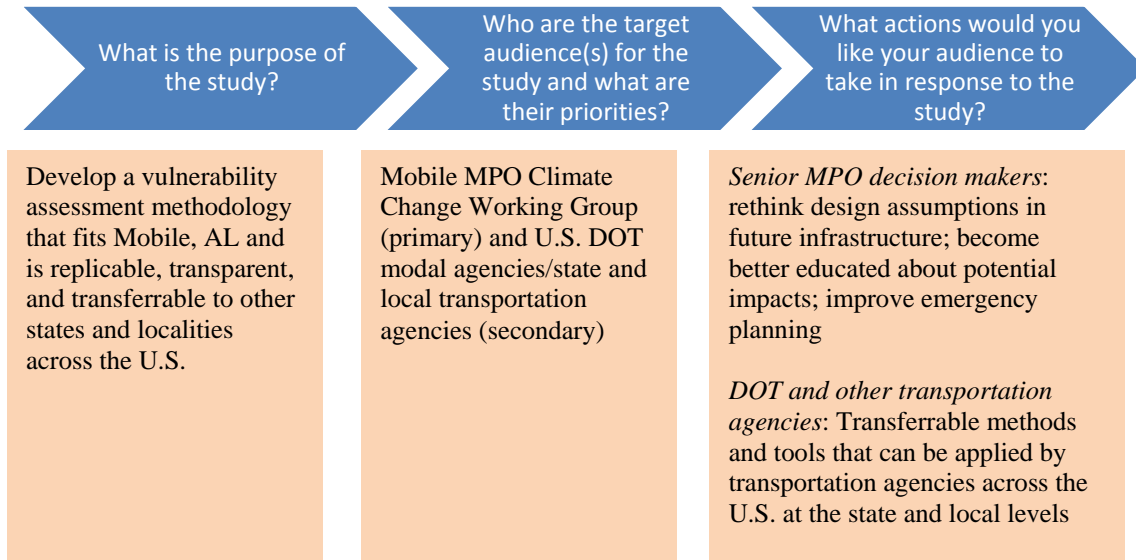 What is the purpose of
the study?
Who are the target
audience(s) for the
study and what are
their priorities?
What actions would you
like your audience to
take in response to the
study?
Develop a vulnerability
assessment methodology
that fits Mobile, AL and
is replicable, transparent,
and transferrable to other
states and localities
across the U.S.
Mobile MPO Climate
Change Working Group
(primary) and U.S. DOT
modal agencies/state and
local transportation
agencies (secondary)
Senior MPO decision makers:
rethink design assumptions in
future infrastructure; become
better educated about potential
impacts; improve emergency
planning
DOT and other transportation
agencies: Transferrable methods
and tools that can be applied by
transportation agencies across the
U.S. at the state and local levels